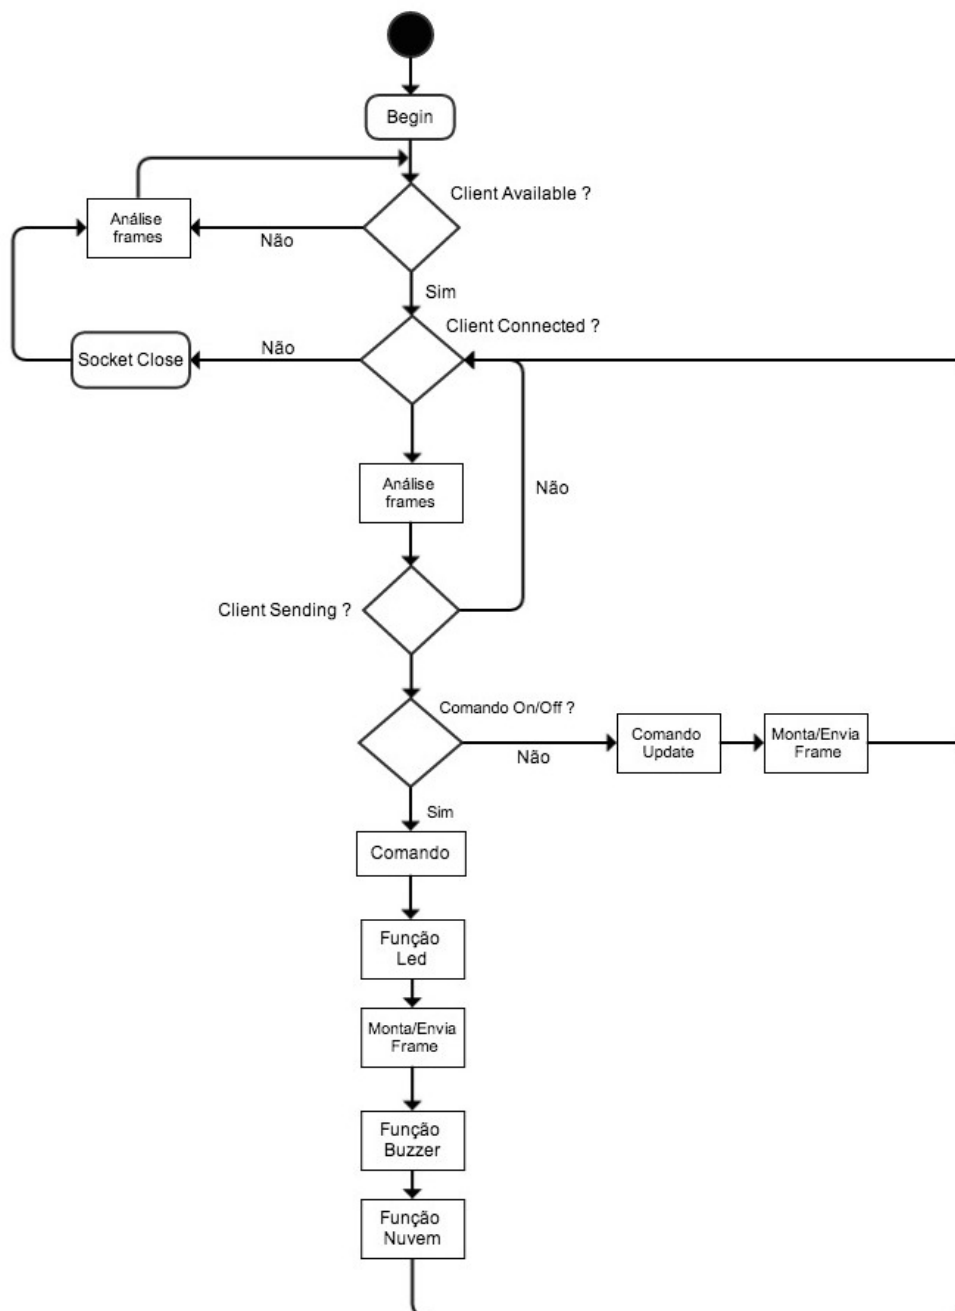 Begin
Client Available ?
Análise
frames
Não
Sim
Client Connected ?
Não
Socket Close
Análise
frames
Não
Client Sending ?
Comando On/Off ?
Comando
Update
Monta/Envia
Frame
Não
Sim
Comando
Função
Led
Monta/Envia
Frame
Função
Buzzer
Função
Nuvem